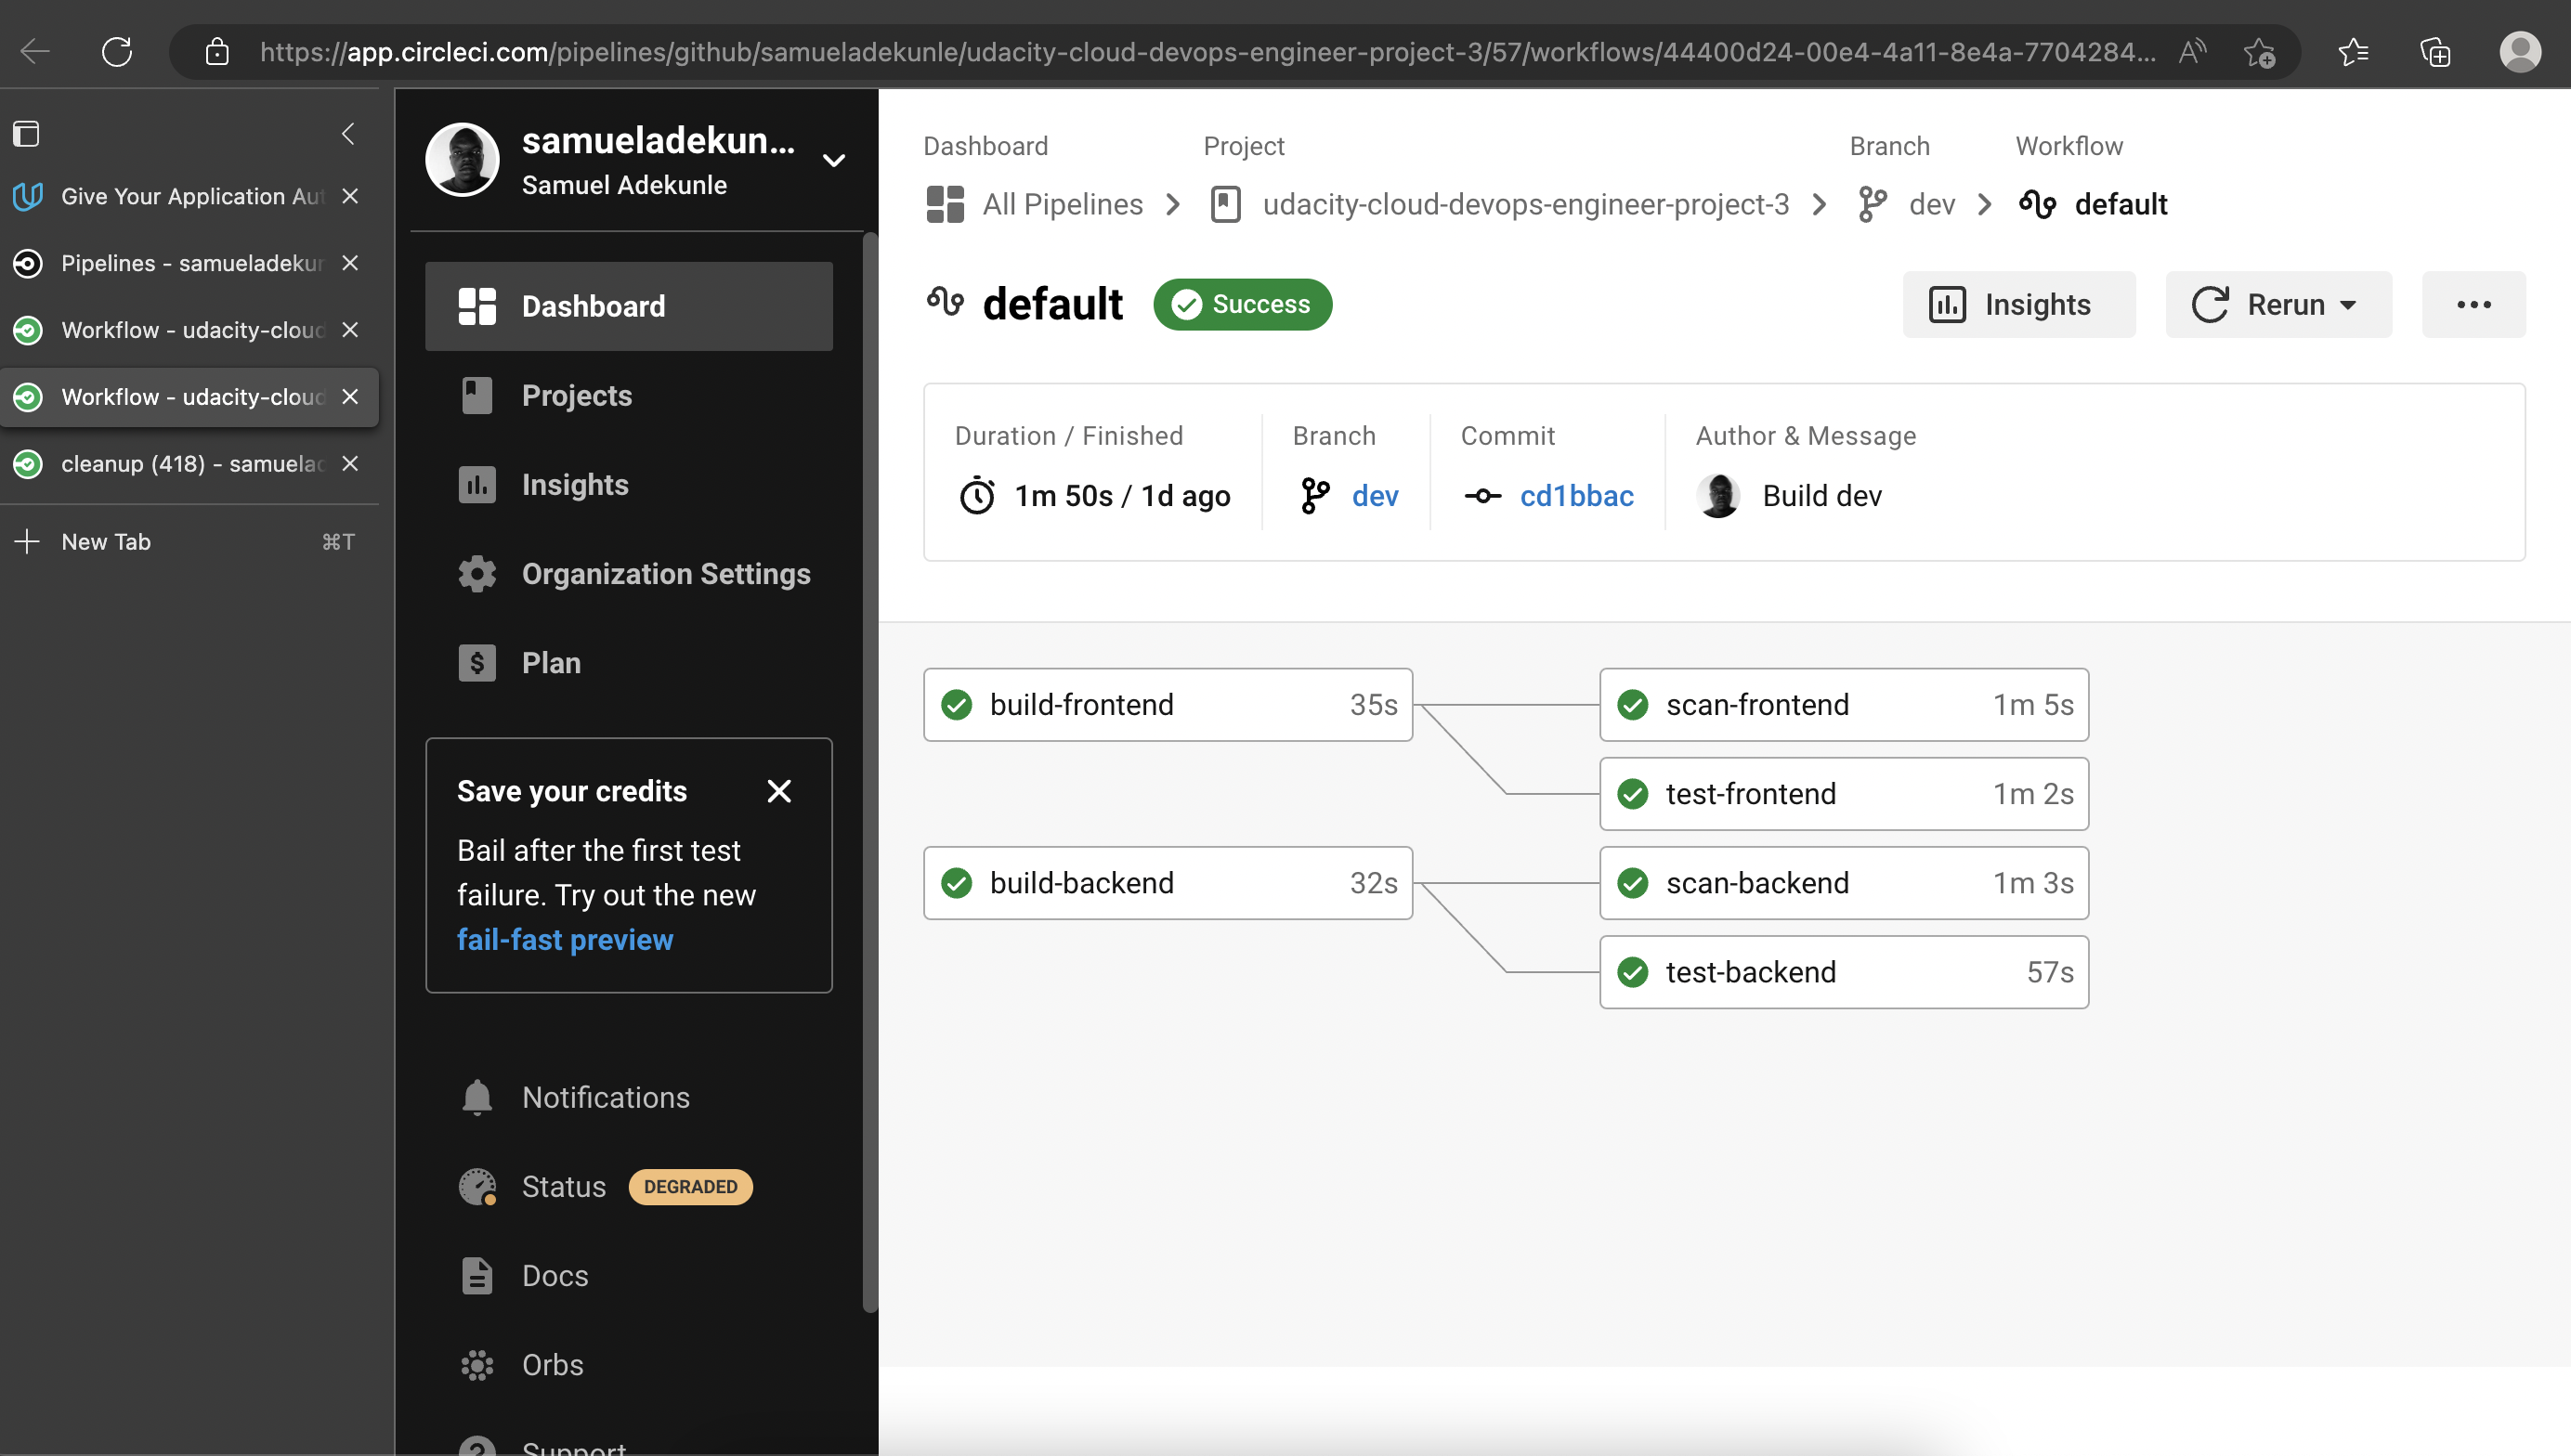 https://app.circleci.com/pipelines/github/samueladekunle/udacity-cloud-devops-engineer-project-3/57/workflows/44400d24-00e4-4a11-8e4a-7704284...
Give Your Application Aut
Pipelines - samueladekun
Workflow - udacity-cloud
Workflow - udacity-cloud
cleanup (418) - samuelad
New Tab ⌘T
samueladekun...
Samuel Adekunle
Dashboard
Projects
Insights
Organization Settings
Plan
Save your credits
Bail after the first test
failure. Try out the new
fail-fast preview
Notifications
Status DEGRADED
Docs
Orbs
Support
Dashboard Project Branch Workflow
All Pipelines udacity-cloud-devops-engineer-project-3 dev default
default Success Insights Rerun
Duration / Finished Branch Commit Author & Message
1m 50s / 1d ago dev cd1bbac Build dev
build-frontend 35s scan-frontend 1m 5s
test-frontend 1m 2s
build-backend 32s scan-backend 1m 3s
test-backend 57s